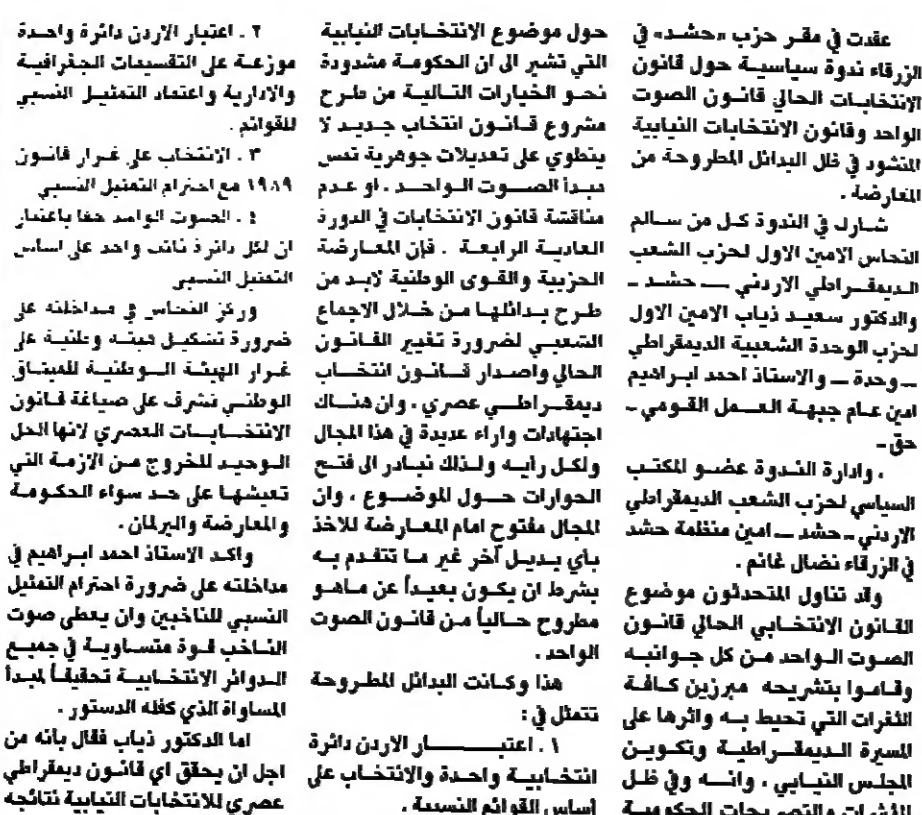 عقدت في مقر حزب «حشد» في
الزرقاء ندوة سياسية حول قانون
الانتخابات الحالي قانون الصوت
الواحد وقانون الانتخابات النيابية
المنشود في ظل البدائل المطروحة من
المعارضة .
شارك في الندوة كل من سالم
النحاس الامين الاول لحزب الشعب
الديمقراطي الاردني ــ حشد ــ
والدكتور سعيد ذياب الامين الاول
لحزب الوحدة الشعبية الديمقراطي
ــ وحدة ــ والاستاذ احمد ابراهيم
امين عام جبهة العمل القومي ــ
حق ــ
، وادارة الندوة عضو المكتب
السياسي لحزب الشعب الديمقراطي
الاردني ــ حشد ــ امين منظمة حشد
في الزرقاء نضال غانم .
وقد تناول المتحدثون موضوع
القانون الانتخابي الحالي قانون
الصوت الواحد من كل جوانبه
وقاموا بتشريحه مبرزين كافة
الثغرات التي تحيط به واثرها على
المسيرة الديمقراطية وتكوين
المجلس النيابي ، وانه وفي ظل
المؤشرات والتصريحات الحكومية
حول موضوع الانتخابات النيابية
التي تشير الى ان الحكومة مشدودة
نحو الخيارات التالية من طرح
مشروع قانون انتخاب جديد لا
ينطوي على تعديلات جوهرية تمس
مبدأ الصوت الواحد . او عدم
مناقشة قانون الانتخابات في الدورة
العادية الرابعة . فإن المعارضة
الحزبية والقوى الوطنية لابد من
طرح بدائلها من خلال الاجماع
الشعبي لضرورة تغيير القانون
الحالي واصدار قانون انتخاب
ديمقراطي عصري ، وان هناك
اجتهادات واراء عديدة في هذا المجال
ولكل رأيه ولذلك نبادر الى فتح
الحوارات حول الموضوع ، وان
المجال مفتوح امام المعارضة للاخذ
بأي بديل آخر غير ما تتقدم به
بشرط ان يكون بعيداً عن ماهو
مطروح حالياً من قانون الصوت
الواحد .
هذا وكانت البدائل المطروحة
تتمثل في :
١ . اعتبار الاردن دائرة
انتخابية واحدة والانتخاب على
أساس القوائم النسبية .
٢ . اعتبار الاردن دائرة واحدة
موزعة على التقسيمات الجغرافية
والادارية واعتماد التمثيل النسبي
للقوائم .
٣ . الانتخاب على غرار قانون
١٩٨٩ مع احترام التمثيل النسبي
٤ . الصوت الواحد حقا باعتبار
ان لكل دائرة نائب واحد على اساس
التمثيل النسبي
وركز النحاس في مداخلته على
ضرورة تشكيل هيئة وطنية على
غرار الهيئة الوطنية للميثاق
الوطني تشرف على صياغة قانون
الانتخابات العصري لانها الحل
الوحيد للخروج من الازمة التي
تعيشها على حد سواء الحكومة
والمعارضة والبرلمان .
واكد الاستاذ احمد ابراهيم في
مداخلته على ضرورة احترام التمثيل
النسبي للناخبين وان يعطى صوت
الناخب قوة متساوية في جميع
الدوائر الانتخابية تحقيقاً لمبدأ
المساواة الذي كفله الدستور .
اما الدكتور ذياب فقال بانه من
اجل ان يحقق اي قانون ديمقراطي
عصري للانتخابات النيابية نتائجه